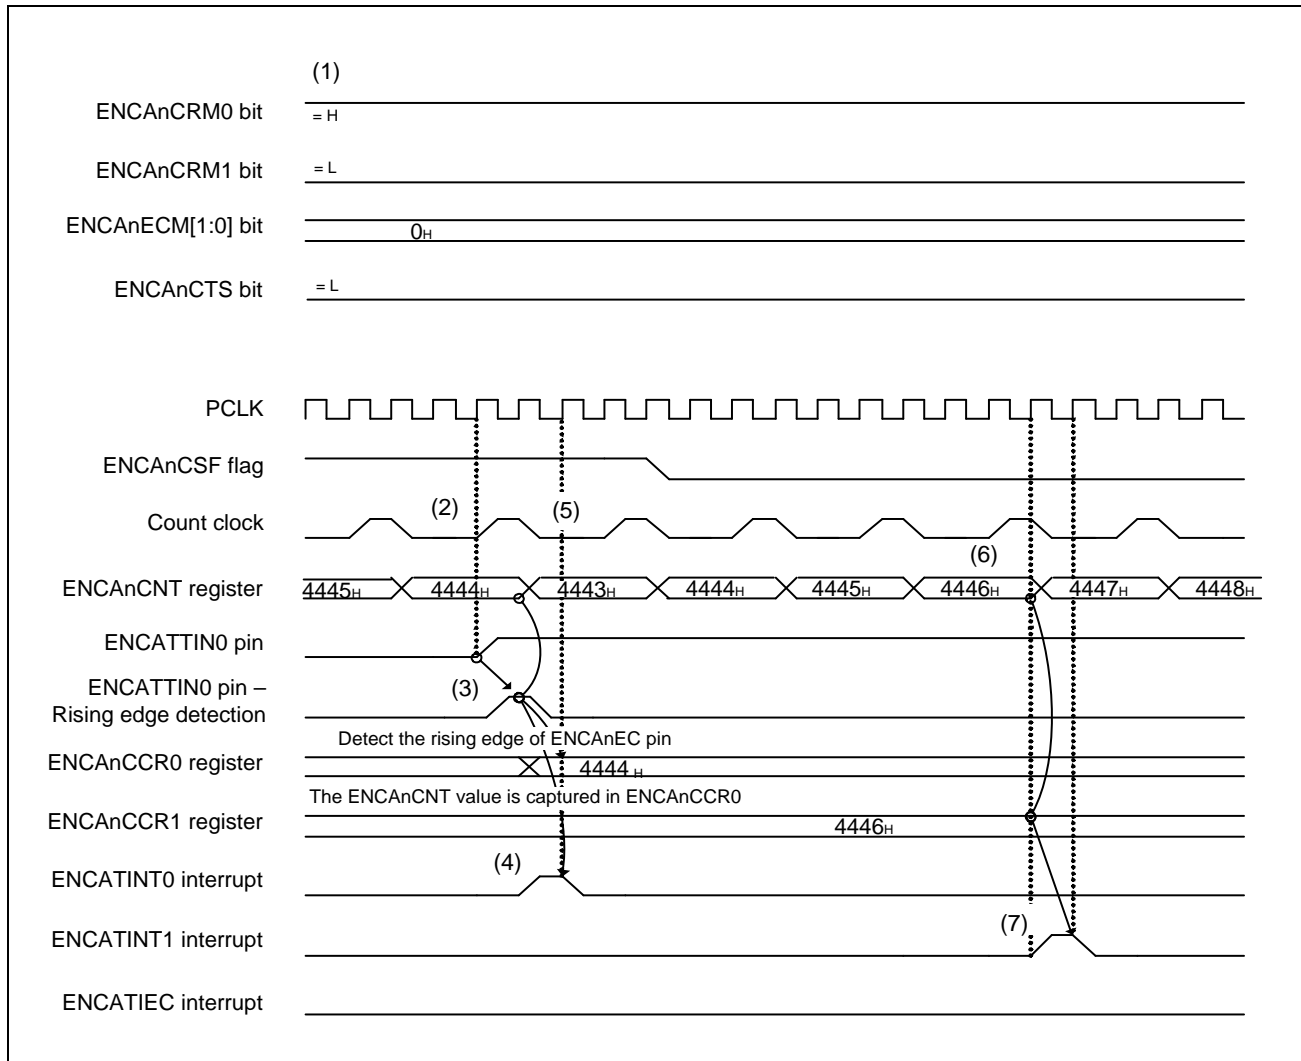 (1)
ENCAnCRM0 bit
= H
ENCAnCRM1 bit
= L
ENCAnECM[1:0] bit
0H
ENCAnCTS bit
= L
PCLK
ENCAnCSF flag
(2)
(5)
Count clock
(6)
ENCAnCNT register
4445H 4444H 4443H 4444H 4445H 4446H 4447H 4448H
ENCATTIN0 pin
ENCATTIN0 pin –
Rising edge detection
(3)
Detect the rising edge of ENCAnEC pin
ENCAnCCR0 register
4444 H
The ENCAnCNT value is captured in ENCAnCCR0
ENCAnCCR1 register
4446H
(4)
ENCATINT0 interrupt
(7)
ENCATINT1 interrupt
ENCATIEC interrupt